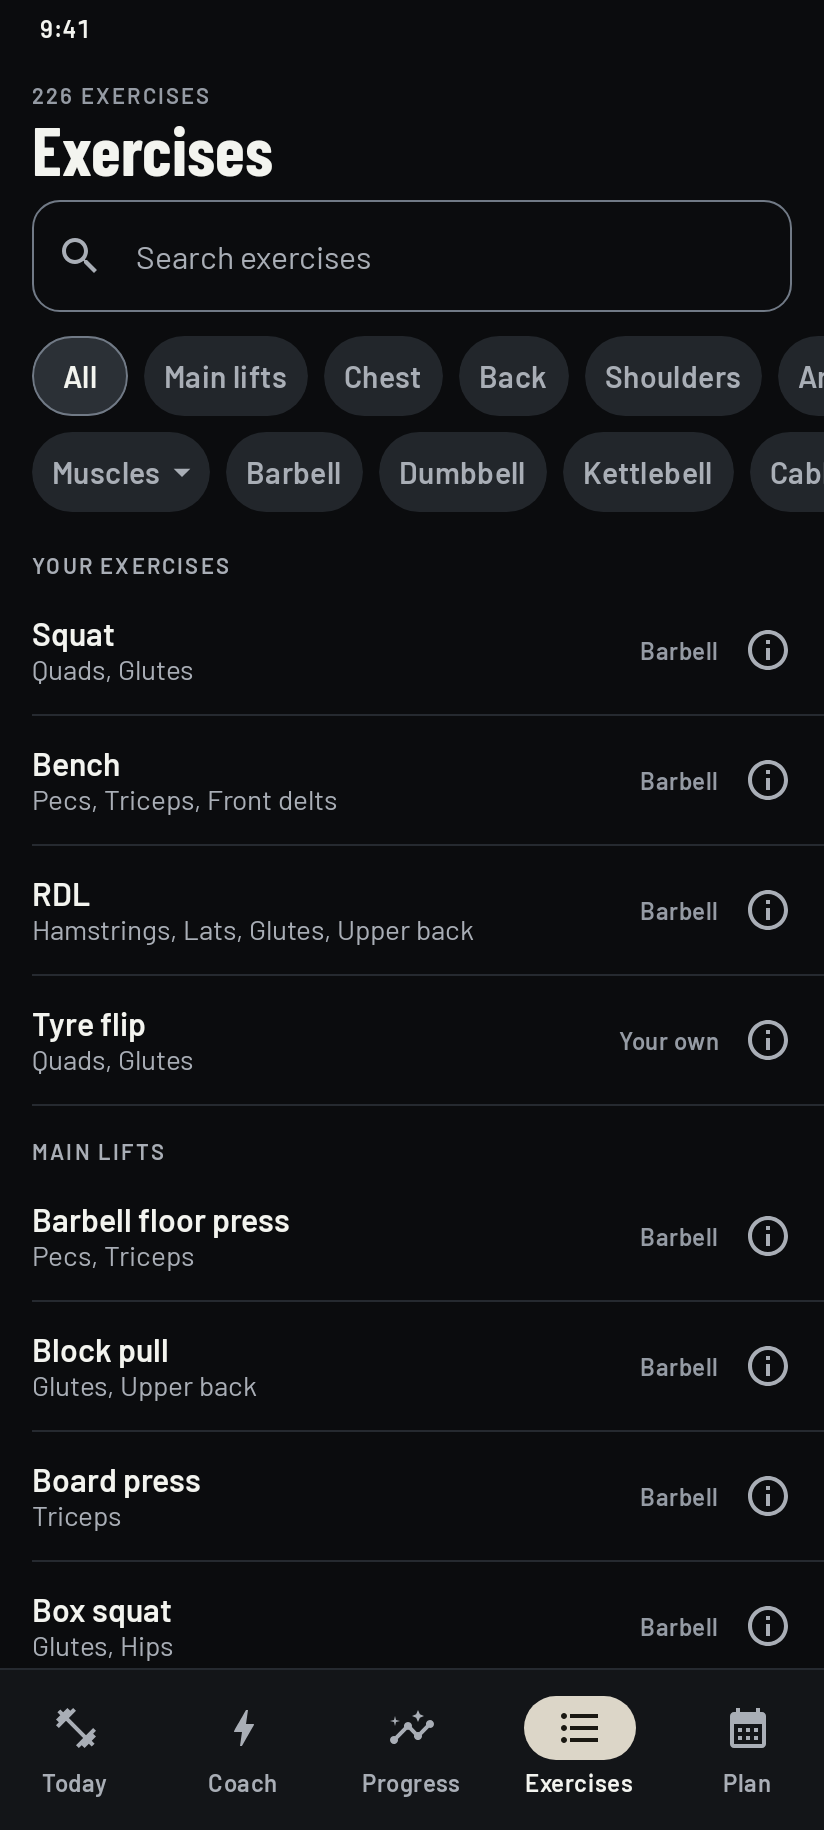 9:41
226 EXERCISES
Exercises
Search exercises
All Main lifts Chest Back Shoulders
Muscles Barbell Dumbbell Kettlebell
YOUR EXERCISES
Squat
Quads, Glutes
Barbell
Bench
Pecs, Triceps, Front delts
Barbell
RDL
Hamstrings, Lats, Glutes, Upper back
Barbell
Tyre flip
Quads, Glutes
Your own
MAIN LIFTS
Barbell floor press
Pecs, Triceps
Barbell
Block pull
Glutes, Upper back
Barbell
Board press
Triceps
Barbell
Box squat
Glutes, Hips
Barbell
Today Coach Progress Exercises Plan